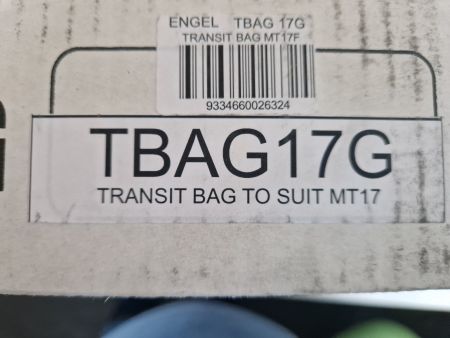 ENGEL TBAG 17G
TRANSIT BAG MT17F
9334660026324
TBAG17G
TRANSIT BAG TO SUIT MT17